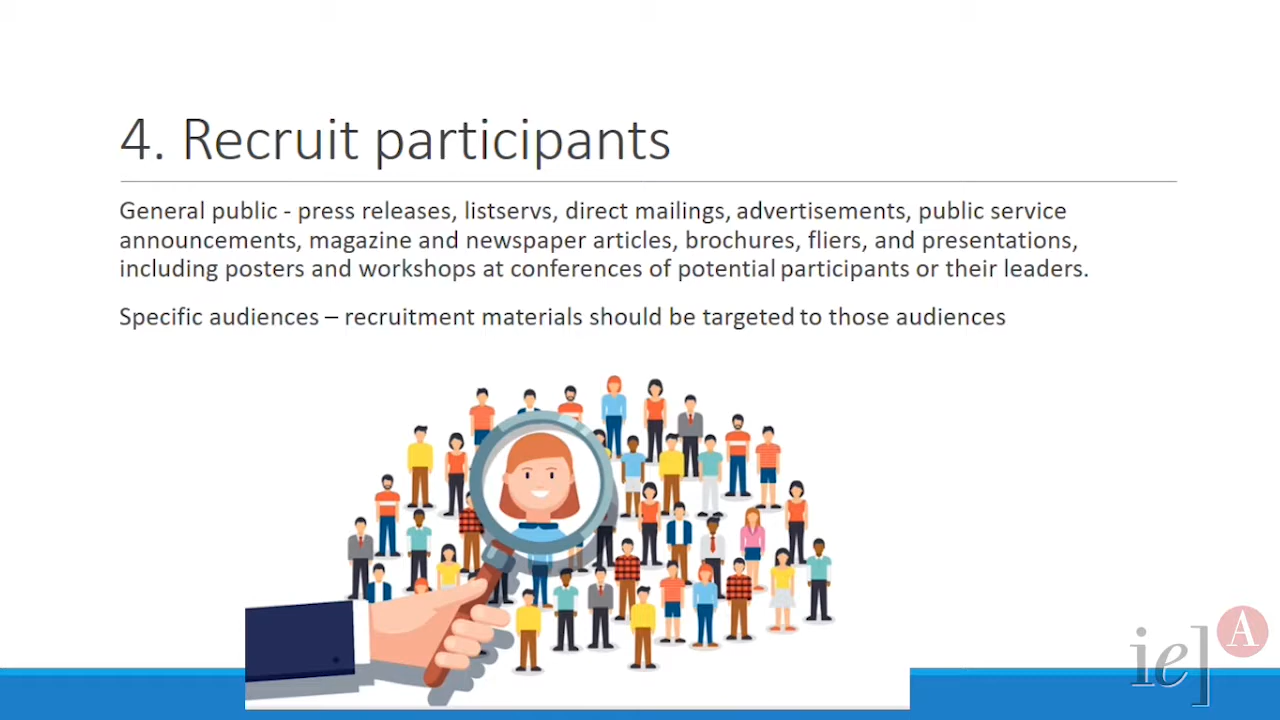 4. Recruit participants
General public - press releases, listservs, direct mailings, advertisements, public service
announcements, magazine and newspaper articles, brochures, fliers, and presentations,
including posters and workshops at conferences of potential participants or their leaders.
Specific audiences – recruitment materials should be targeted to those audiences
ie]
A